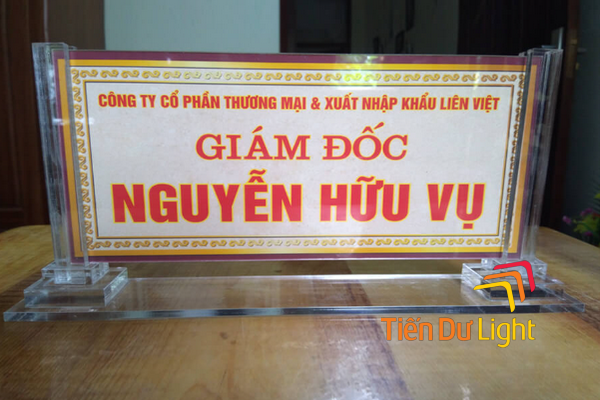 CÔNG TY CỔ PHẦN THƯƠNG MẠI & XUẤT NHẬP KHẨU LIÊN VIỆT
GIÁM ĐỐC
NGUYỄN HỮU VỤ
Tiến Dư Light